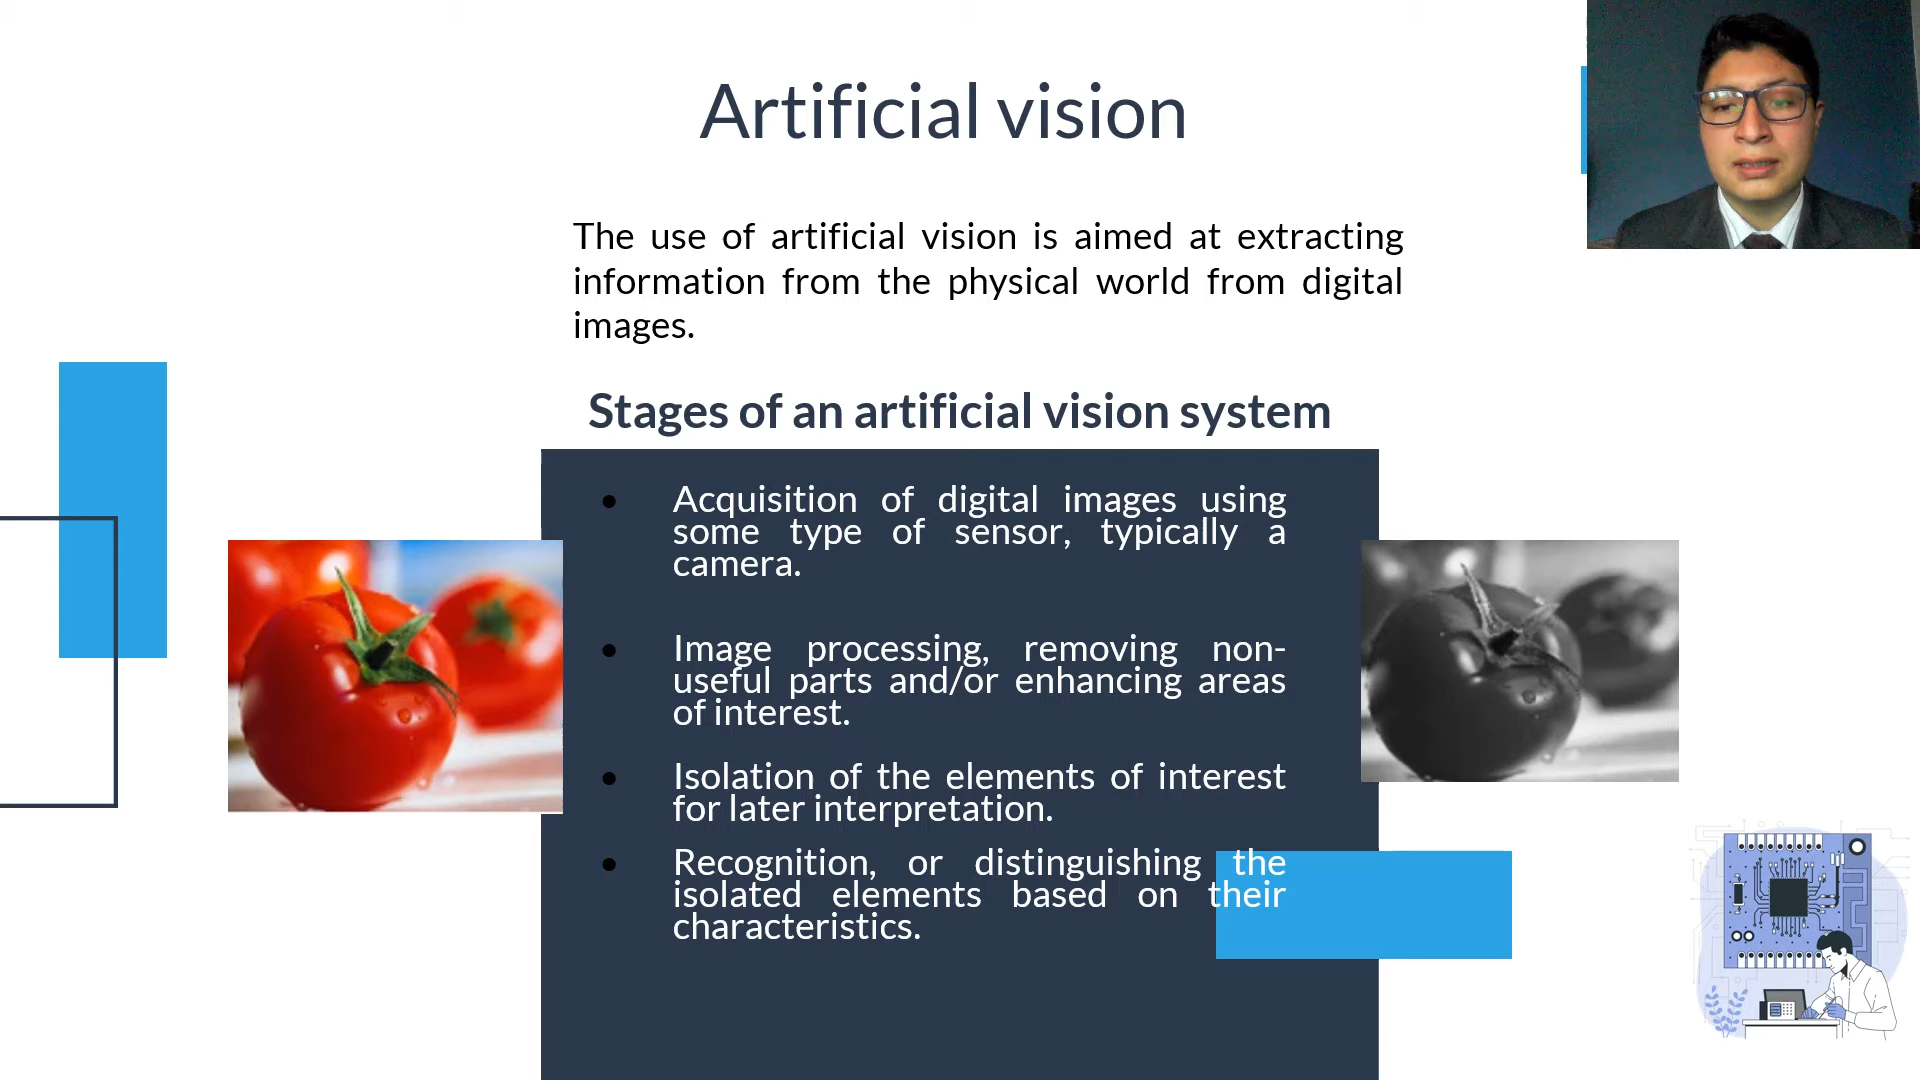 Artificial vision
The use of artificial vision is aimed at extracting
information from the physical world from digital
images.
Stages of an artificial vision system
• Acquisition of digital images using
some type of sensor, typically a
camera.
• Image processing, removing non-
useful parts and/or enhancing areas
of interest.
• Isolation of the elements of interest
for later interpretation.
• Recognition, or distinguishing the
isolated elements based on their
characteristics.